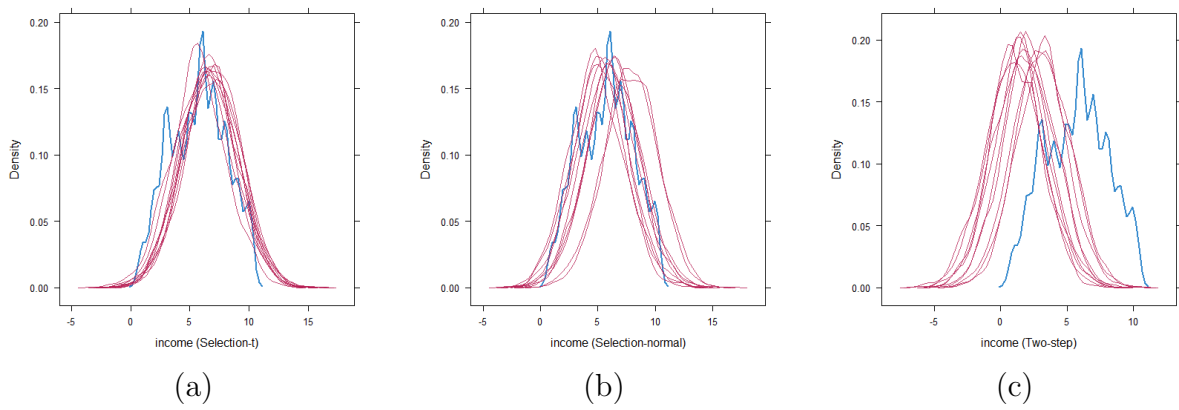 0.20
0.15
0.10
0.05
0.00
Density
-5 0 5 10 15
income (Selection-t)
(a)
0.20
0.15
0.10
0.05
0.00
Density
-5 0 5 10 15
income (Selection-normal)
(b)
0.20
0.15
0.10
0.05
0.00
Density
-5 0 5 10
income (Two-step)
(c)